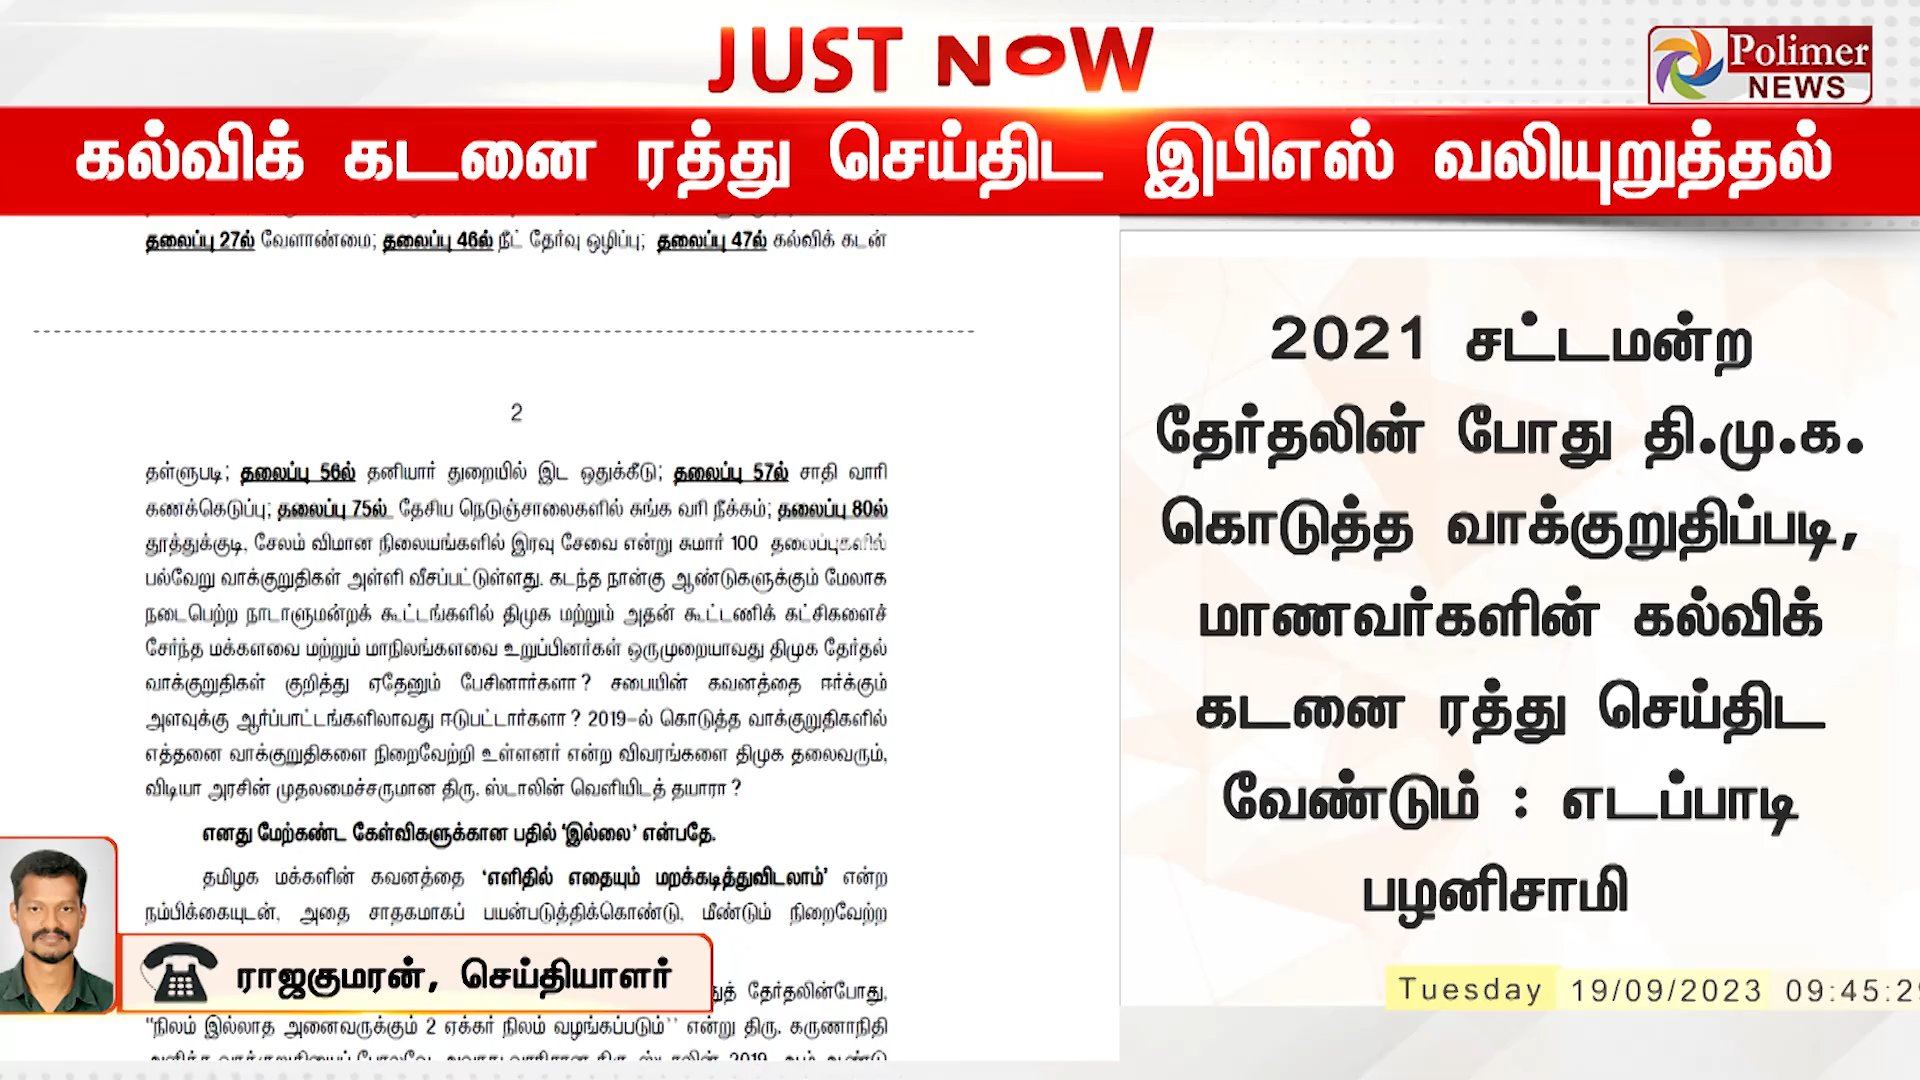 JUST NOW
Polimer
NEWS
கல்விக் கடனை ரத்து செய்திட இபிஎஸ் வலியுறுத்தல்
தலைப்பு 27ல் வேளாண்மை; தலைப்பு 46ல் நீட் தேர்வு ஒழிப்பு; தலைப்பு 47ல் கல்விக் கடன்
2
தள்ளுபடி; தலைப்பு 56ல் தனியார் துறையில் இட ஒதுக்கீடு; தலைப்பு 57ல் சாதி வாரி
கணக்கெடுப்பு; தலைப்பு 75ல் தேசிய நெடுஞ்சாலைகளில் சுங்க வரி நீக்கம்; தலைப்பு 80ல்
தூத்துக்குடி, சேலம் விமான நிலையங்களில் இரவு சேவை என்று சுமார் 100 தலைப்புகளில்
பல்வேறு வாக்குறுதிகள் அள்ளி வீசப்பட்டுள்ளது. கடந்த நான்கு ஆண்டுகளுக்கும் மேலாக
நடைபெற்ற நாடாளுமன்றக் கூட்டங்களில் திமுக மற்றும் அதன் கூட்டணிக் கட்சிகளைச்
சேர்ந்த மக்களவை மற்றும் மாநிலங்களவை உறுப்பினர்கள் ஒருமுறையாவது திமுக தேர்தல்
வாக்குறுதிகள் குறித்து ஏதேனும் பேசினார்களா? சபையின் கவனத்தை ஈர்க்கும்
அளவுக்கு ஆர்ப்பாட்டங்களிலாவது ஈடுபட்டார்களா? 2019-ல் கொடுத்த வாக்குறுதிகளில்
எத்தனை வாக்குறுதிகளை நிறைவேற்றி உள்ளனர் என்ற விவரங்களை திமுக தலைவரும்,
விடியா அரசின் முதலமைச்சருமான திரு. ஸ்டாலின் வெளியிடத் தயாரா?
எனது மேற்கண்ட கேள்விகளுக்கான பதில் 'இல்லை' என்பதே.
தமிழக மக்களின் கவனத்தை 'எளிதில் எதையும் மறக்கடித்துவிடலாம்' என்ற
நம்பிக்கையுடன், அதை சாதகமாகப் பயன்படுத்திக்கொண்டு, மீண்டும் நிறைவேற்ற
தேர்தலின்போது,
"நிலம் இல்லாத அனைவருக்கும் 2 ஏக்கர் நிலம் வழங்கப்படும்'' என்று திரு. கருணாநிதி
ராஜகுமரன், செய்தியாளர்
2021 சட்டமன்ற
தேர்தலின் போது தி.மு.க.
கொடுத்த வாக்குறுதிப்படி,
மாணவர்களின் கல்விக்
கடனை ரத்து செய்திட
வேண்டும் : எடப்பாடி
பழனிசாமி
Tuesday 19/09/2023 09:45:29